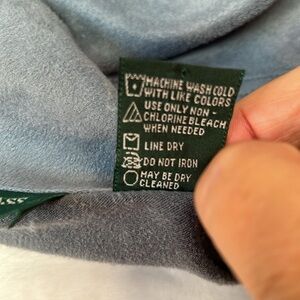 MACHINE WASH COLD
WITH LIKE COLORS
USE ONLY NON-
CHLORINE BLEACH
WHEN NEEDED
LINE DRY
DO NOT IRON
MAY BE DRY
CLEANED